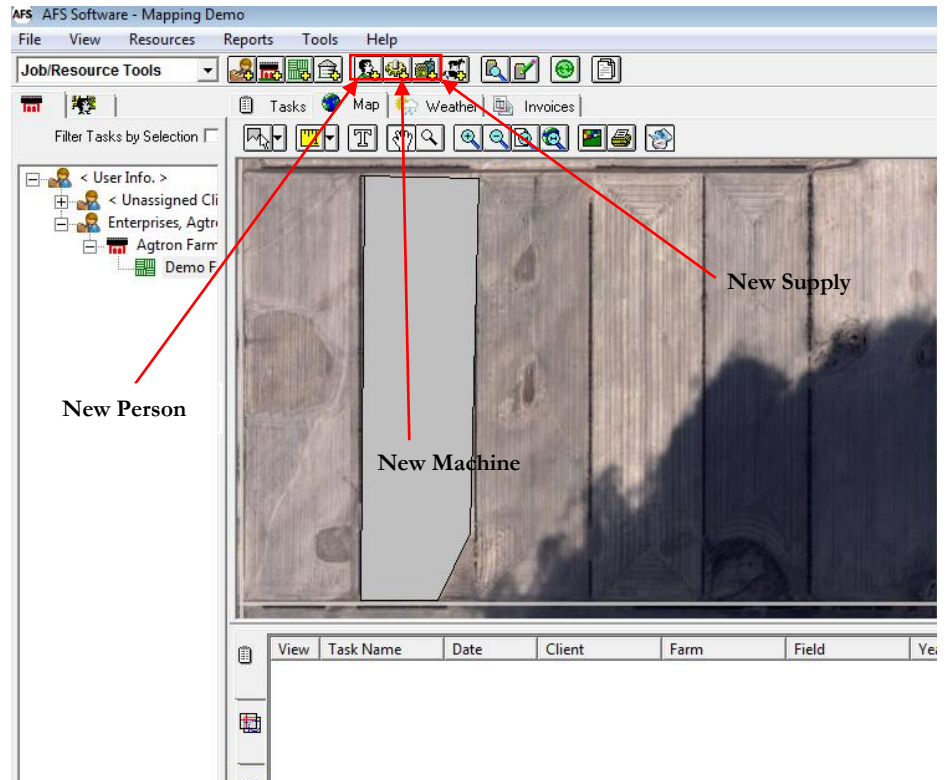 AFS AFS Software - Mapping Demo
File View Resources Reports Tools Help
Job/Resource Tools
Tasks Map Weather Invoices
Filter Tasks by Selection
T
< User Info. >
< Unassigned Cli
Enterprises, Agtr
Agtron Farm
Demo F
New Supply
New Person
New Machine
View Task Name Date Client Farm Field Yea